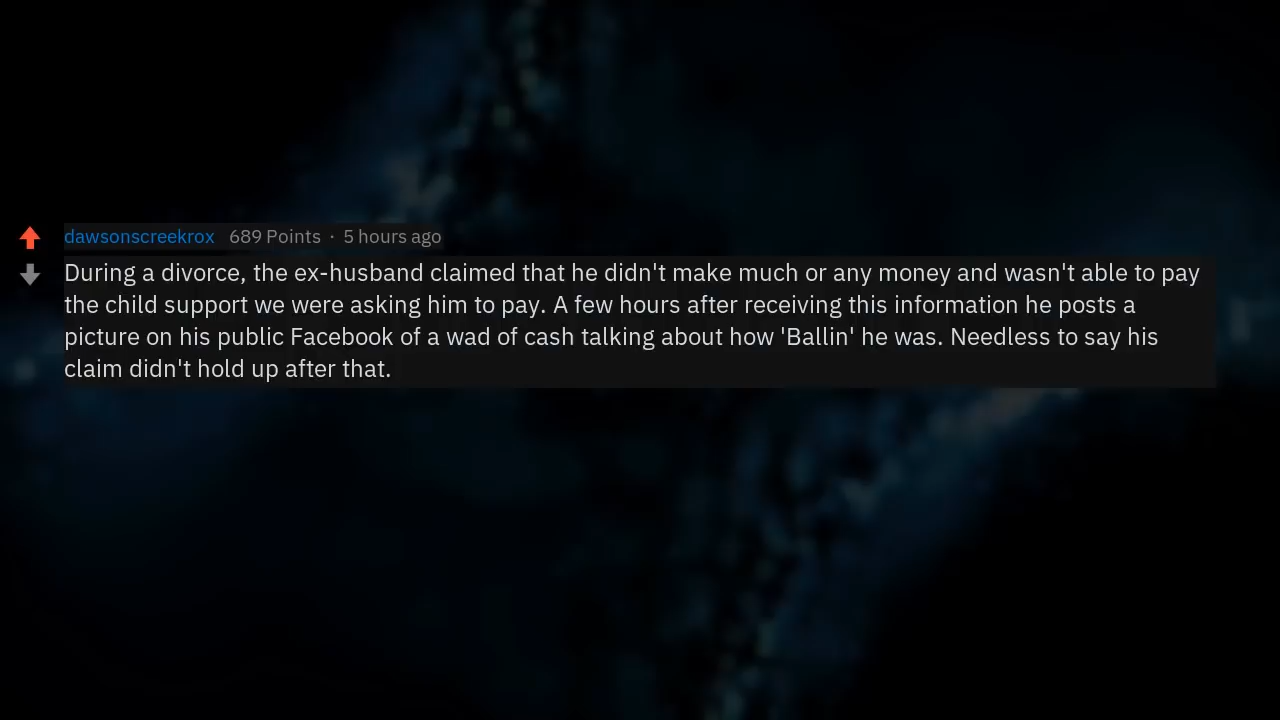 dawsonscreekrox 689 Points · 5 hours ago
During a divorce, the ex-husband claimed that he didn't make much or any money and wasn't able to pay
the child support we were asking him to pay. A few hours after receiving this information he posts a
picture on his public Facebook of a wad of cash talking about how 'Ballin' he was. Needless to say his
claim didn't hold up after that.